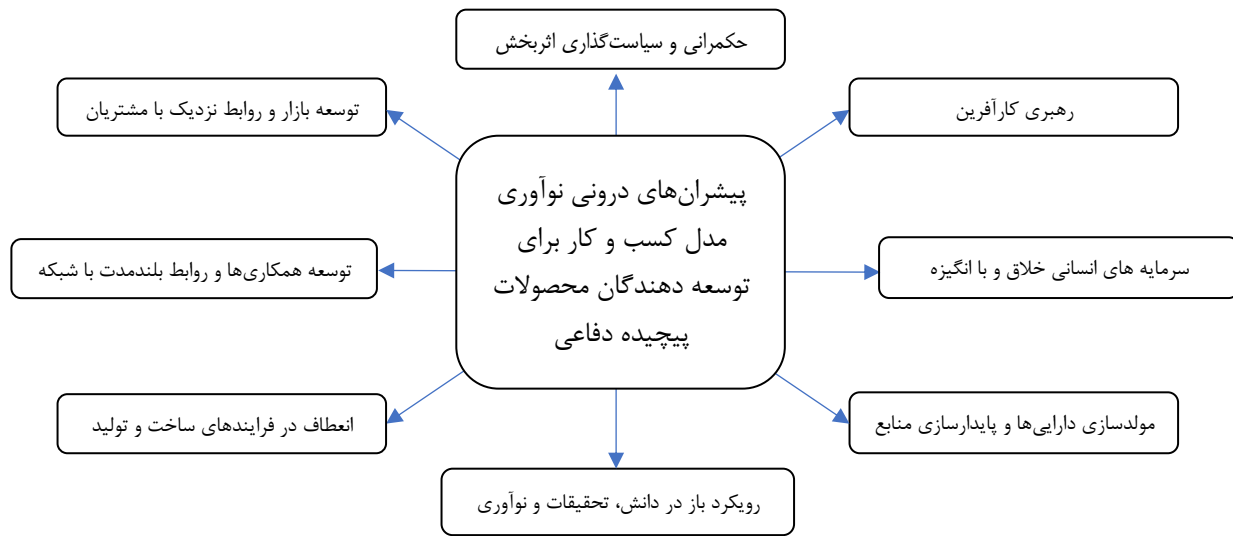 حکمرانی و سیاست‌گذاری اثربخش
رهبری کارآفرین
توسعه بازار و روابط نزدیک با مشتریان
پیشران‌های درونی نوآوری
مدل کسب و کار برای
توسعه دهندگان محصولات
پیچیده دفاعی
سرمایه های انسانی خلاق و با انگیزه
توسعه همکاری‌ها و روابط بلندمدت با شبکه
مولدسازی دارایی‌ها و پایدارسازی منابع
انعطاف در فرایندهای ساخت و تولید
رویکرد باز در دانش، تحقیقات و نوآوری